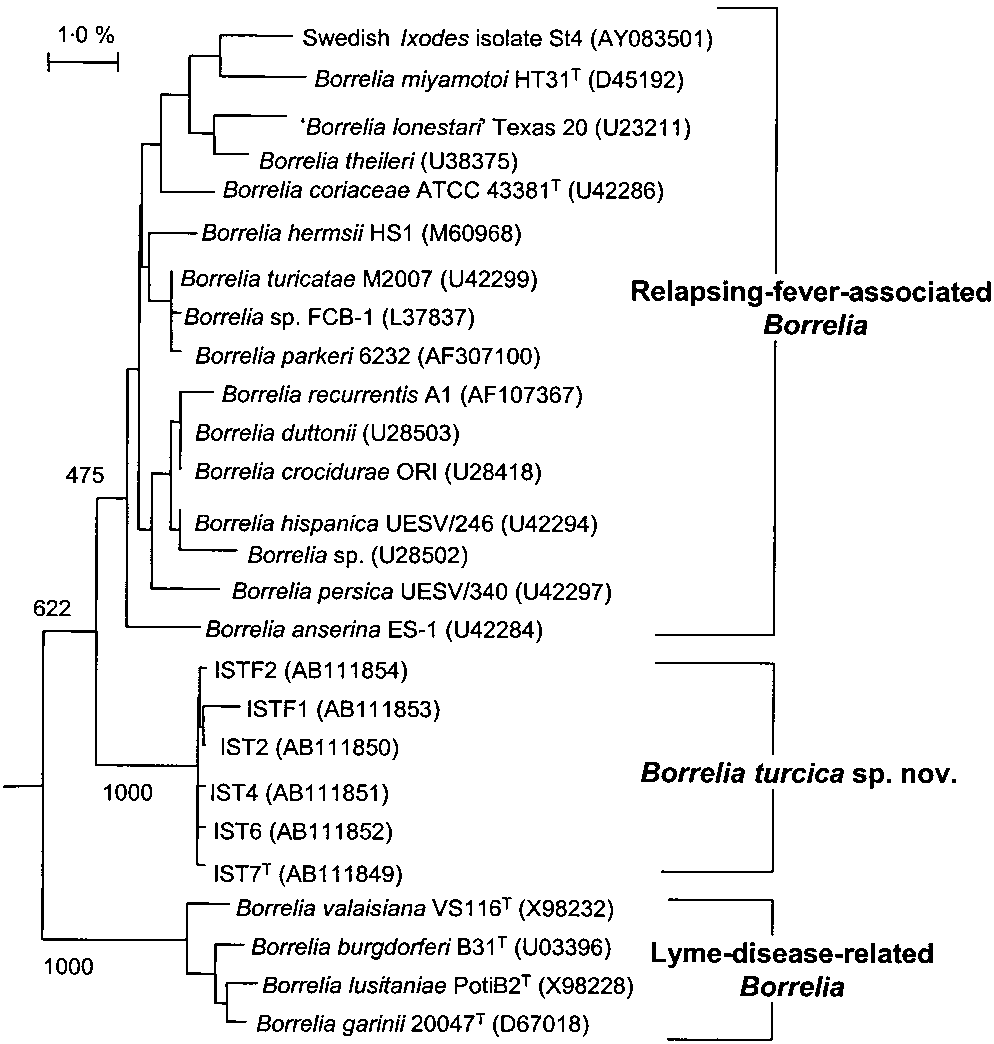 1·0 %
Swedish Ixodes isolate St4 (AY083501)
Borrelia miyamotoi HT31ᵀ (D45192)
'Borrelia lonestari' Texas 20 (U23211)
Borrelia theileri (U38375)
Borrelia coriaceae ATCC 43381ᵀ (U42286)
Borrelia hermsii HS1 (M60968)
Borrelia turicatae M2007 (U42299)
Borrelia sp. FCB-1 (L37837)
Borrelia parkeri 6232 (AF307100)
Borrelia recurrentis A1 (AF107367)
Borrelia duttonii (U28503)
Borrelia crocidurae ORI (U28418)
Borrelia hispanica UESV/246 (U42294)
Borrelia sp. (U28502)
Borrelia persica UESV/340 (U42297)
Borrelia anserina ES-1 (U42284)
Relapsing-fever-associated
Borrelia
475
622
ISTF2 (AB111854)
ISTF1 (AB111853)
IST2 (AB111850)
IST4 (AB111851)
IST6 (AB111852)
IST7ᵀ (AB111849)
Borrelia turcica sp. nov.
1000
Borrelia valaisiana VS116ᵀ (X98232)
Borrelia burgdorferi B31ᵀ (U03396)
Borrelia lusitaniae PotiB2ᵀ (X98228)
Borrelia garinii 20047ᵀ (D67018)
Lyme-disease-related
Borrelia
1000